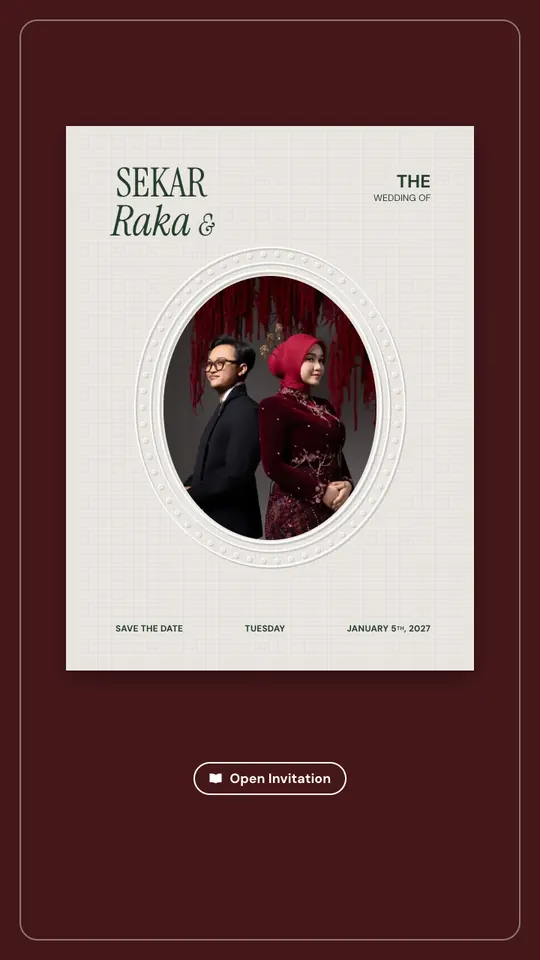 SEKAR
Raka &
THE
WEDDING OF
SAVE THE DATE
TUESDAY
JANUARY 5TH, 2027
Open Invitation